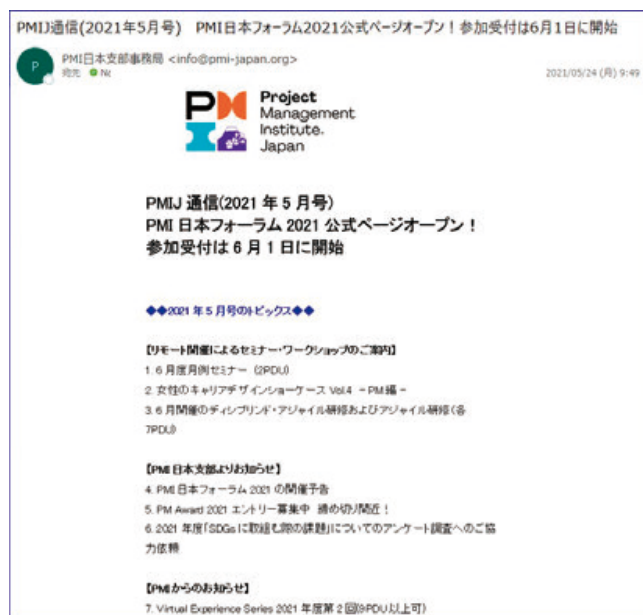 PMIJ通信(2021年5月号) PMI日本フォーラム2021公式ページオープン！参加受付は6月1日に開始
P
PMI日本支部事務局 <info@pmi-japan.org>
宛先
2021/05/24 (月) 9:49
PMI
Project
Management
Institute.
Japan
PMIJ 通信(2021 年 5 月号)
PMI 日本フォーラム 2021 公式ページオープン！
参加受付は 6 月 1 日に開始
◆◆2021 年 5 月号のトピックス◆◆
【リモート開催によるセミナー・ワークショップのご案内】
1. 6 月度月例セミナー (2PDU)
2. 女性のキャリアデザインショーケース Vol.4 －PM 編－
3. 6 月開催のディシプリンド・アジャイル研修およびアジャイル研修（各
7PDU)
【PMI 日本支部よりお知らせ】
4. PMI 日本フォーラム 2021 の開催予告
5. PM Award 2021 エントリー募集中 締め切り間近！
6. 2021 年度「SDGs に取組む際の課題」についてのアンケート調査へのご協
力依頼
【PMI からのお知らせ】
7. Virtual Experience Series 2021 年度第 2 回(9PDU 以上可)